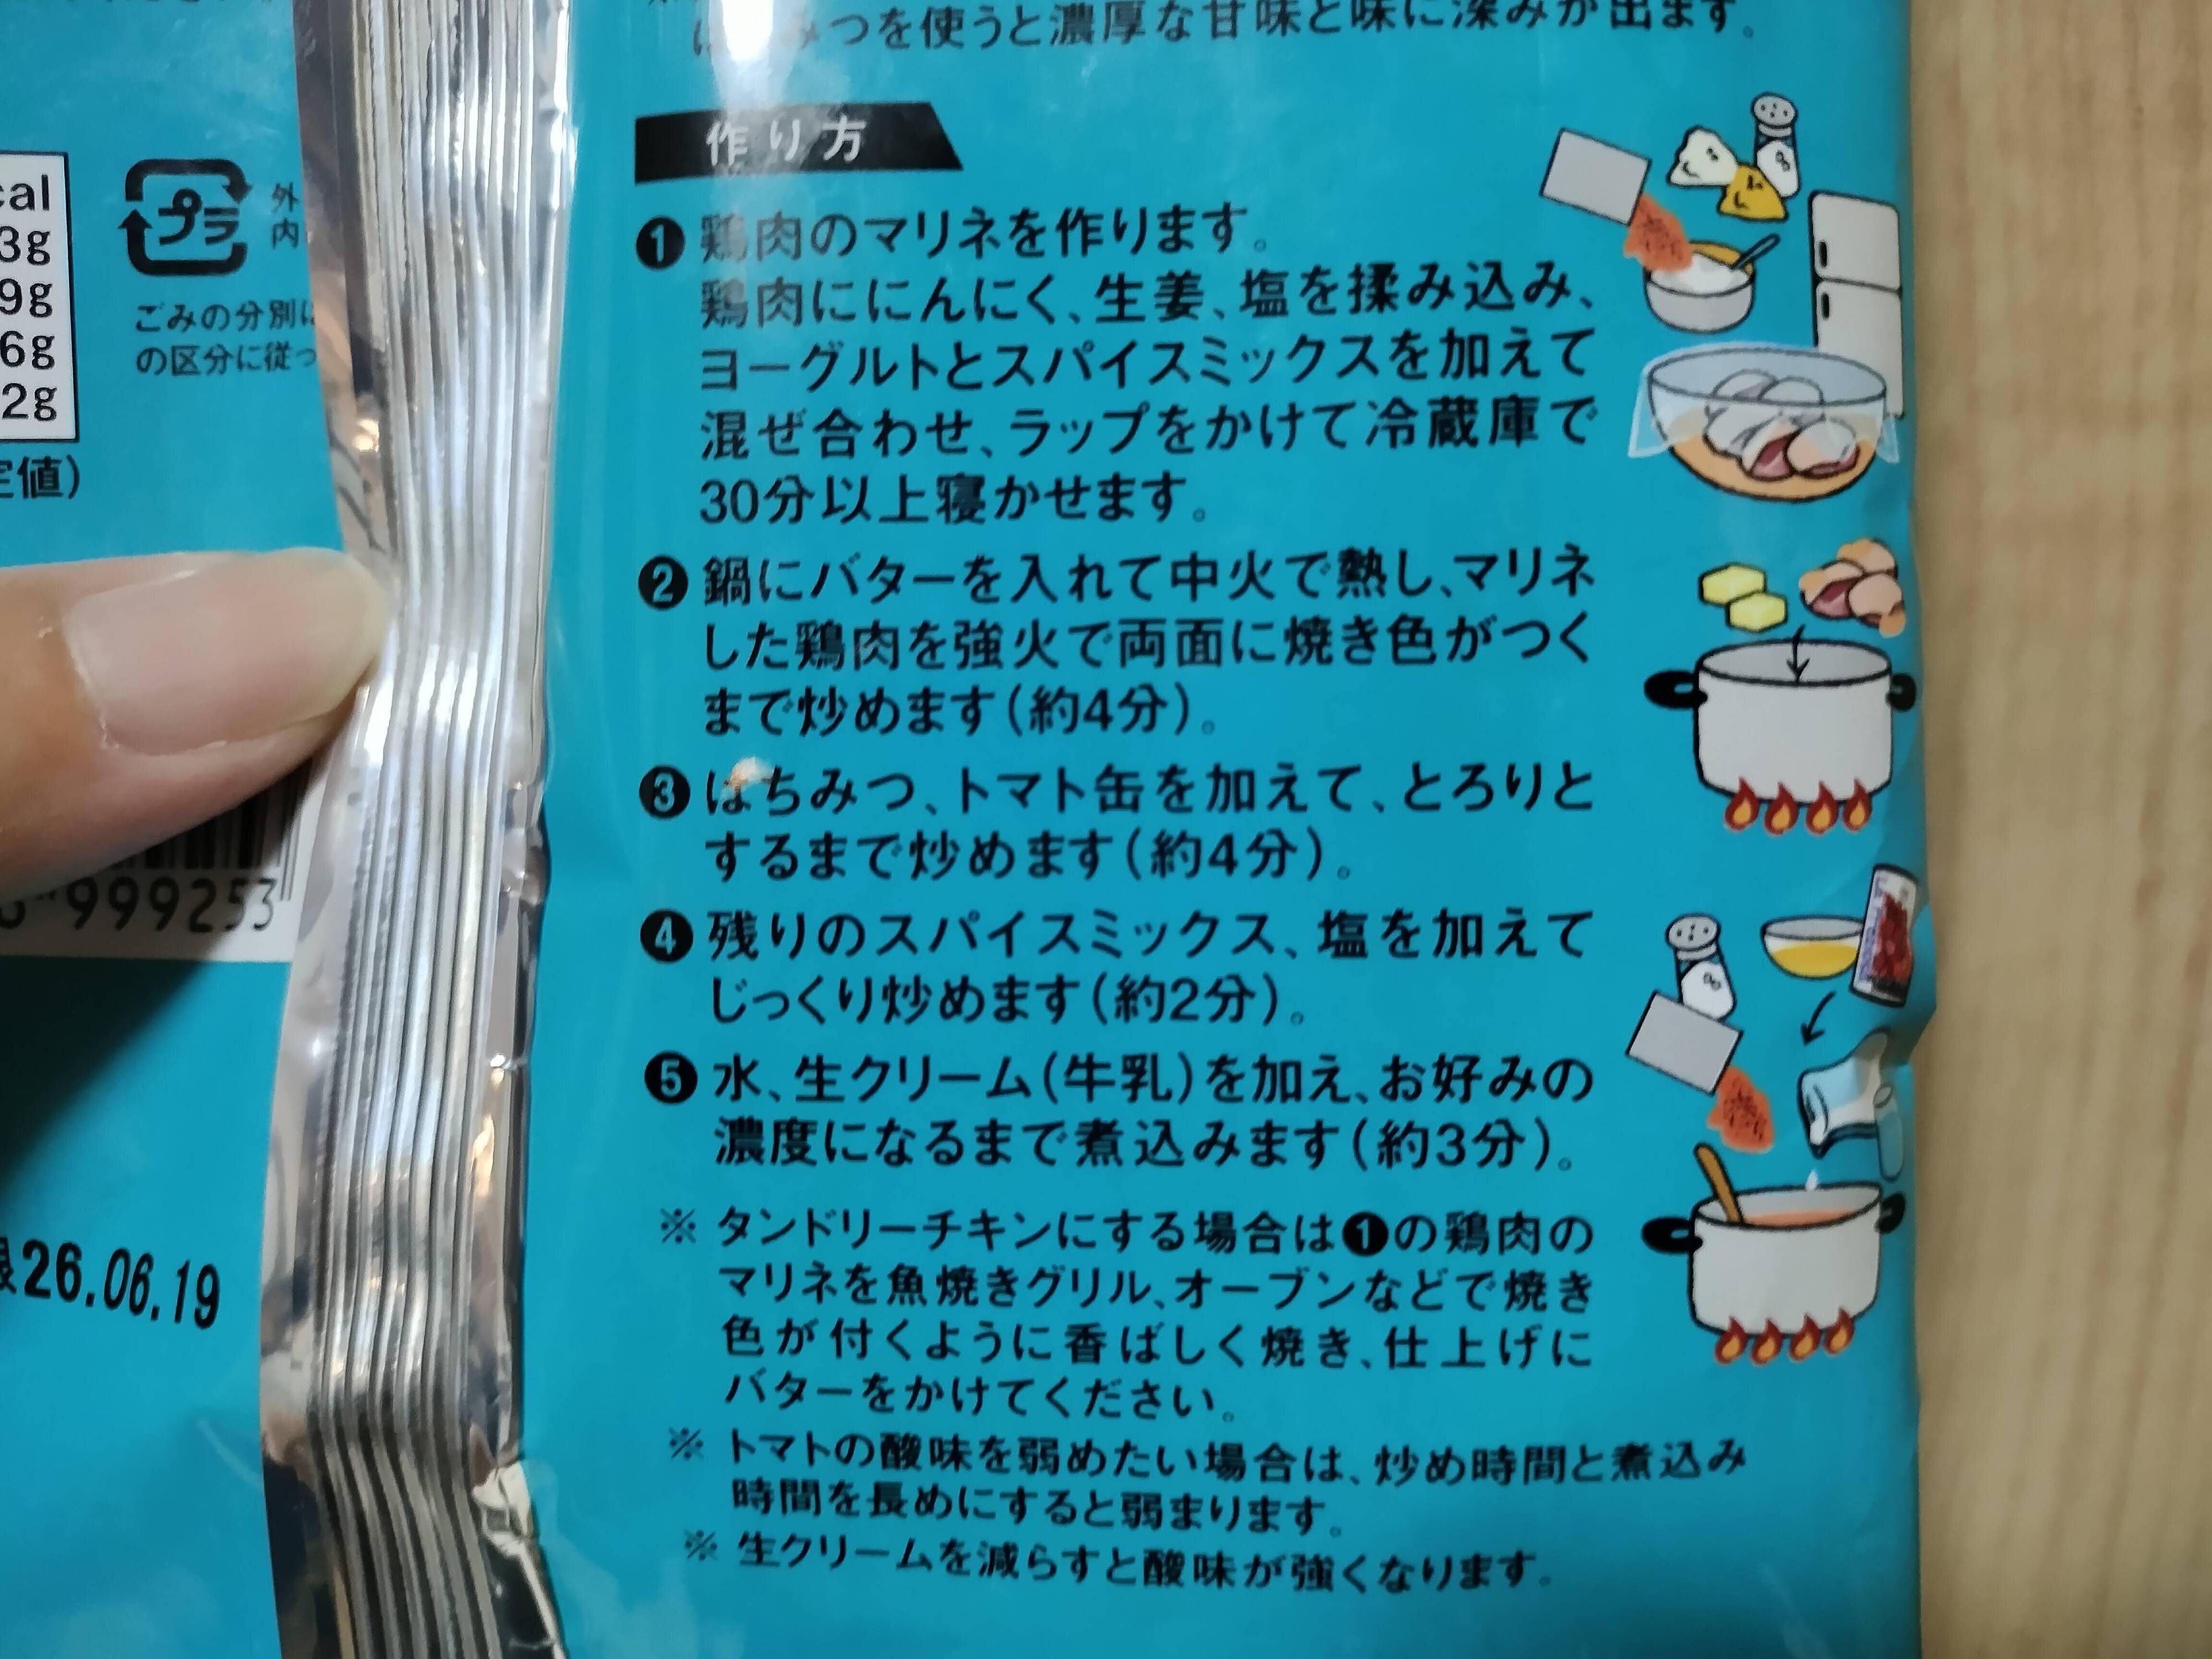 みつを使うと濃厚な甘味と味に深みが出ます。
作り方
❶ 鶏肉のマリネを作ります。
鶏肉ににんにく、生姜、塩を揉み込み、
ヨーグルトとスパイスミックスを加えて
混ぜ合わせ、ラップをかけて冷蔵庫で
30分以上寝かせます。
❷ 鍋にバターを入れて中火で熱し、マリネ
した鶏肉を強火で両面に焼き色がつく
まで炒めます(約4分)。
❸ はちみつ、トマト缶を加えて、とろりと
するまで炒めます(約4分)。
❹ 残りのスパイスミックス、塩を加えて
じっくり炒めます(約2分)。
❺ 水、生クリーム(牛乳)を加え、お好みの
濃度になるまで煮込みます(約3分)。
※ タンドリーチキンにする場合は❶の鶏肉の
マリネを魚焼きグリル、オーブンなどで焼き
色が付くように香ばしく焼き、仕上げに
バターをかけてください。
※ トマトの酸味を弱めたい場合は、炒め時間と煮込み
時間を長めにすると弱まります。
※ 生クリームを減らすと酸味が強くなります。
cal
3g
9g
6g
2g
定値)
プラ
外
内
ごみの分別は
の区分に従っ
999253
限26.06.19